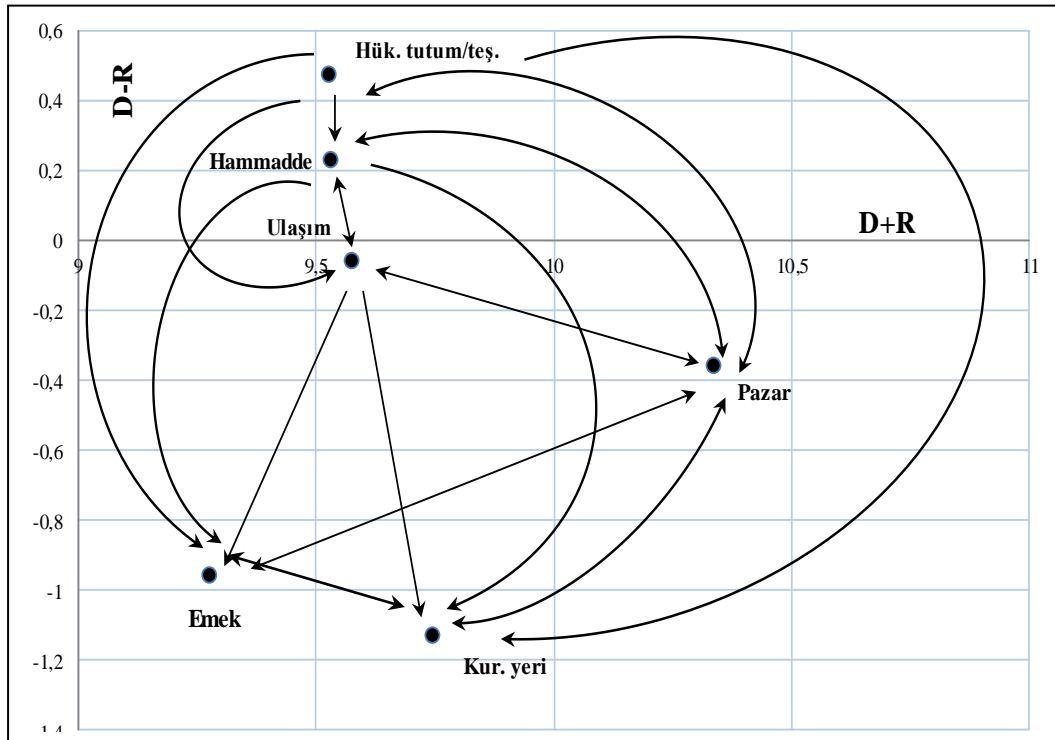 0,6
Hük. tutum/teş.
D-R
0,4
0,2
Hammadde
Ulaşım
D+R
0
9
9,5
10
10,5
11
-0,2
-0,4
Pazar
-0,6
-0,8
-1
Emek
-1,2
Kur. yeri